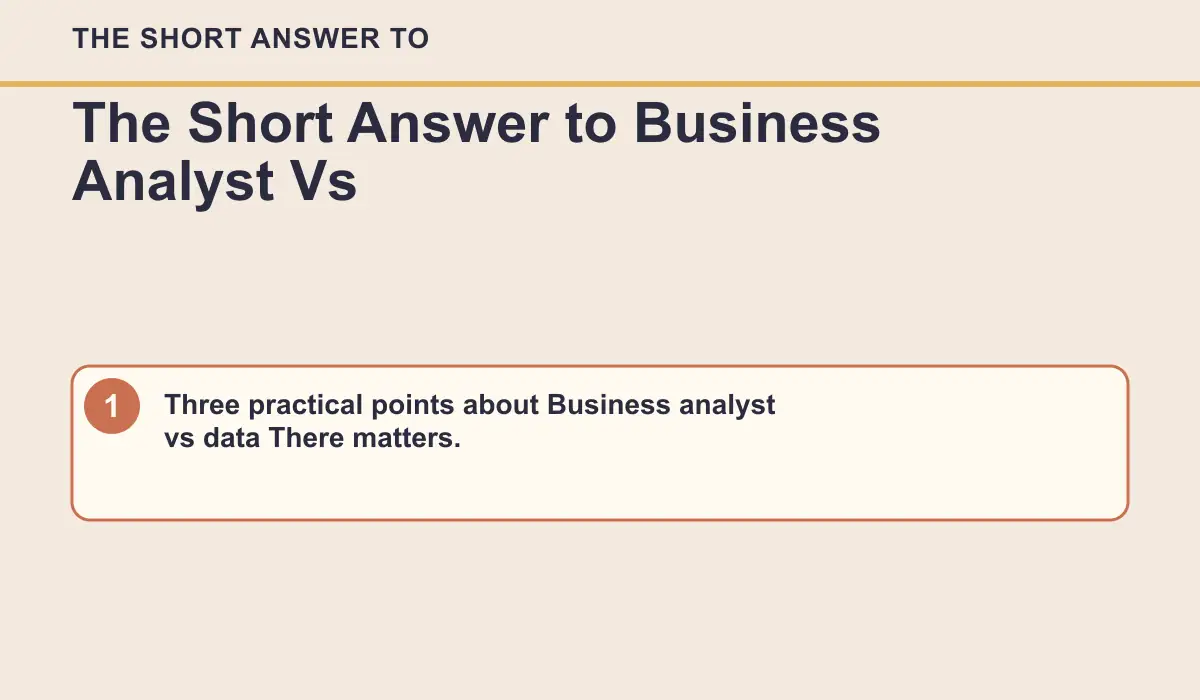 THE SHORT ANSWER TO
The Short Answer to Business
Analyst Vs
1
Three practical points about Business analyst
vs data There matters.